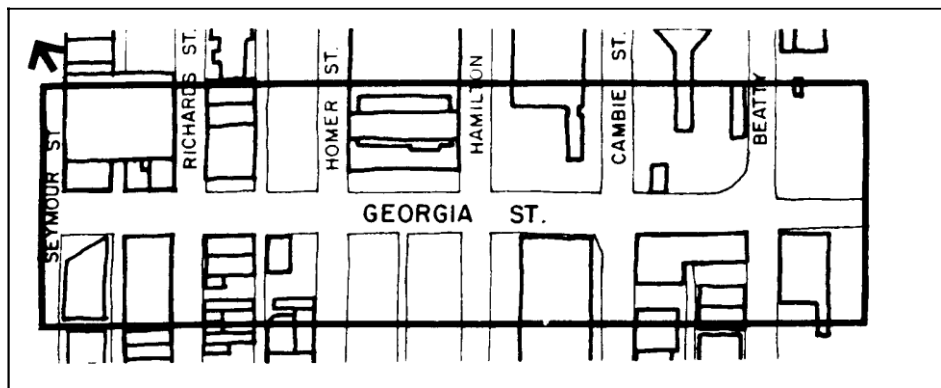 SEYMOUR ST.
RICHARDS ST.
HOMER ST.
HAMILTON
CAMBIE ST.
BEATTY
GEORGIA ST.